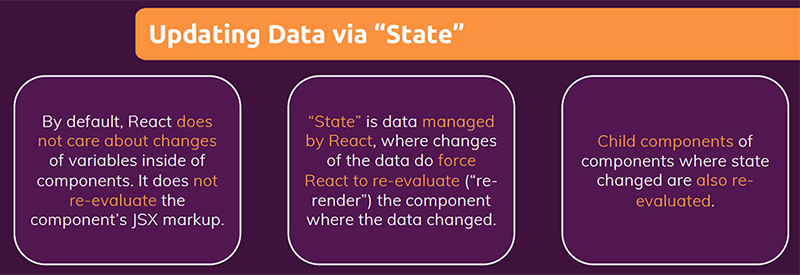 Updating Data via “State”
By default, React does
not care about changes
of variables inside of
components. It does not
re-evaluate the
component’s JSX markup.
“State” is data managed
by React, where changes
of the data do force
React to re-evaluate (“re-
render”) the component
where the data changed.
Child components of
components where state
changed are also re-
evaluated.